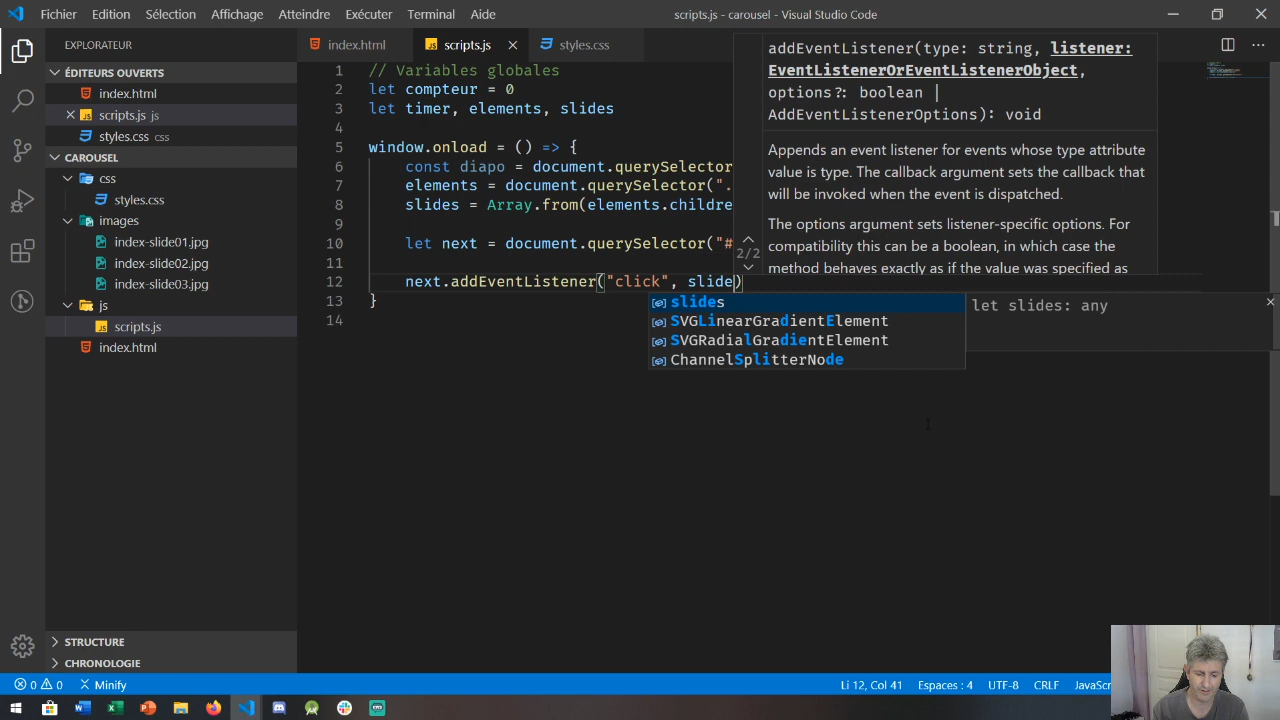 Fichier Edition Sélection Affichage Atteindre Exécuter Terminal Aide
scripts.js - carousel - Visual Studio Code
EXPLORATEUR
ÉDITEURS OUVERTS
index.html
scripts.js js
styles.css css
CAROUSEL
css
styles.css
images
index-slide01.jpg
index-slide02.jpg
index-slide03.jpg
js
scripts.js
index.html
STRUCTURE
CHRONOLOGIE
index.html
scripts.js
styles.css
1 // Variables globales
2 let compteur = 0
3 let timer, elements, slides
4
5 window.onload = () => {
6 const diapo = document.querySelector
7 elements = document.querySelector(".
8 slides = Array.from(elements.childre
9
10 let next = document.querySelector("#
11
12 next.addEventListener("click", slide)
13 }
14
2/2
addEventListener(type: string, listener:
EventListenerOrEventListenerObject,
options?: boolean |
AddEventListenerOptions): void
Appends an event listener for events whose type attribute
value is type. The callback argument sets the callback that
will be invoked when the event is dispatched.
The options argument sets listener-specific options. For
compatibility this can be a boolean, in which case the
method behaves exactly as if the value was specified as
slides
SVGLinearGradientElement
SVGRadialGradientElement
ChannelSplitterNode
let slides: any
0 0 Minify
Li 12, Col 41 Espaces : 4 UTF-8 CRLF JavaScr